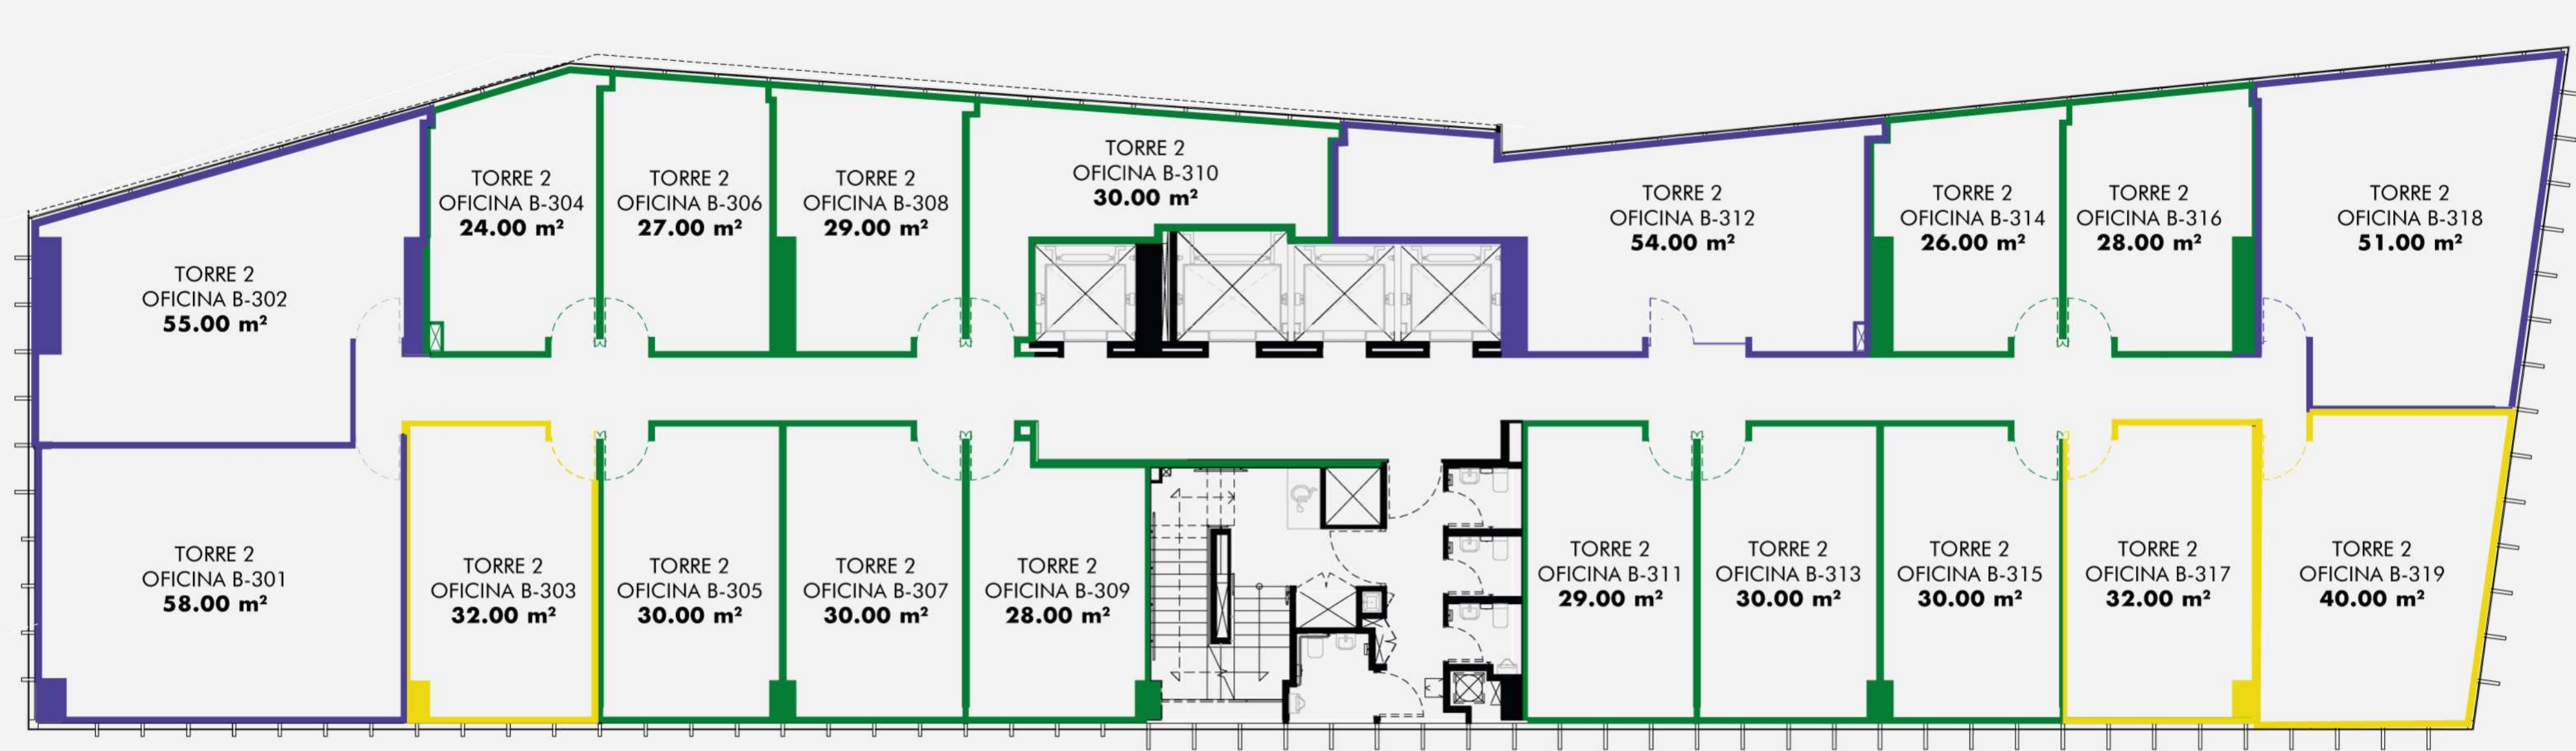 TORRE 2
OFICINA B-302
55.00 m²
TORRE 2
OFICINA B-304
24.00 m²
TORRE 2
OFICINA B-306
27.00 m²
TORRE 2
OFICINA B-308
29.00 m²
TORRE 2
OFICINA B-310
30.00 m²
TORRE 2
OFICINA B-312
54.00 m²
TORRE 2
OFICINA B-314
26.00 m²
TORRE 2
OFICINA B-316
28.00 m²
TORRE 2
OFICINA B-318
51.00 m²
TORRE 2
OFICINA B-301
58.00 m²
TORRE 2
OFICINA B-303
32.00 m²
TORRE 2
OFICINA B-305
30.00 m²
TORRE 2
OFICINA B-307
30.00 m²
TORRE 2
OFICINA B-309
28.00 m²
TORRE 2
OFICINA B-311
29.00 m²
TORRE 2
OFICINA B-313
30.00 m²
TORRE 2
OFICINA B-315
30.00 m²
TORRE 2
OFICINA B-317
32.00 m²
TORRE 2
OFICINA B-319
40.00 m²